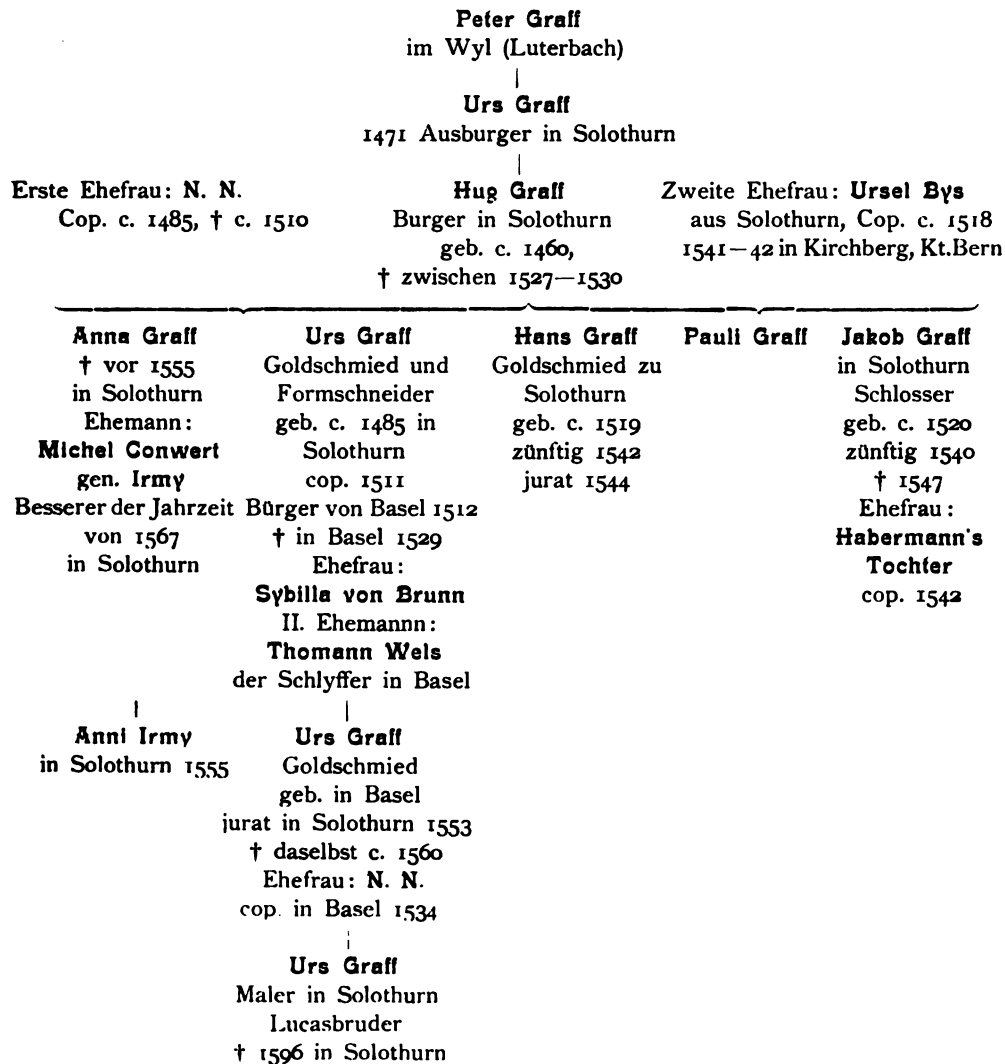 Peter Graff
im Wyl (Luterbach)
Urs Graff
1471 Ausburger in Solothurn
Erste Ehefrau: N. N.
Cop. c. 1485, † c. 1510
Hug Graff
Burger in Solothurn
geb. c. 1460,
† zwischen 1527—1530
Zweite Ehefrau: Ursel Bys
aus Solothurn, Cop. c. 1518
1541—42 in Kirchberg, Kt.Bern
Anna Graff
† vor 1555
in Solothurn
Ehemann:
Michel Conwert
gen. Irmy
Besserer der Jahrzeit
von 1567
in Solothurn
Urs Graff
Goldschmied und
Formschneider
geb. c. 1485 in
Solothurn
cop. 1511
Bürger von Basel 1512
† in Basel 1529
Ehefrau:
Sybilla von Brunn
II. Ehemannn:
Thomann Wels
der Schlyffer in Basel
Hans Graff
Goldschmied zu
Solothurn
geb. c. 1519
zünftig 1542
jurat 1544
Pauli Graff
Jakob Graff
in Solothurn
Schlosser
geb. c. 1520
zünftig 1540
† 1547
Ehefrau:
Habermann's
Tochter
cop. 1542
Anni Irmy
in Solothurn 1555
Urs Graff
Goldschmied
geb. in Basel
jurat in Solothurn 1553
† daselbst c. 1560
Ehefrau: N. N.
cop. in Basel 1534
Urs Graff
Maler in Solothurn
Lucasbruder
† 1596 in Solothurn